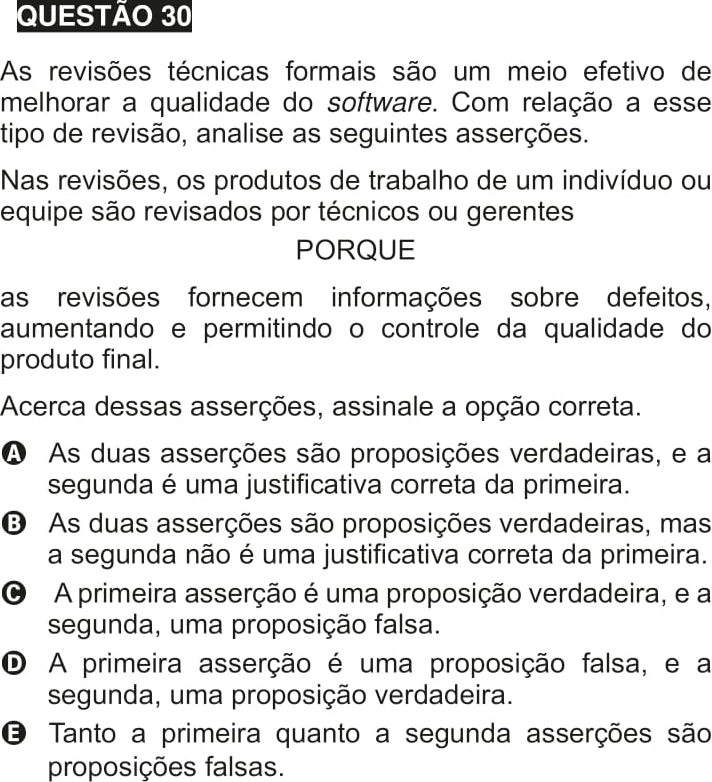 QUESTÃO 30
As revisões técnicas formais são um meio efetivo de
melhorar a qualidade do software. Com relação a esse
tipo de revisão, analise as seguintes asserções.
Nas revisões, os produtos de trabalho de um indivíduo ou
equipe são revisados por técnicos ou gerentes
PORQUE
as revisões fornecem informações sobre defeitos,
aumentando e permitindo o controle da qualidade do
produto final.
Acerca dessas asserções, assinale a opção correta.
A As duas asserções são proposições verdadeiras, e a
segunda é uma justificativa correta da primeira.
B As duas asserções são proposições verdadeiras, mas
a segunda não é uma justificativa correta da primeira.
C A primeira asserção é uma proposição verdadeira, e a
segunda, uma proposição falsa.
D A primeira asserção é uma proposição falsa, e a
segunda, uma proposição verdadeira.
E Tanto a primeira quanto a segunda asserções são
proposições falsas.